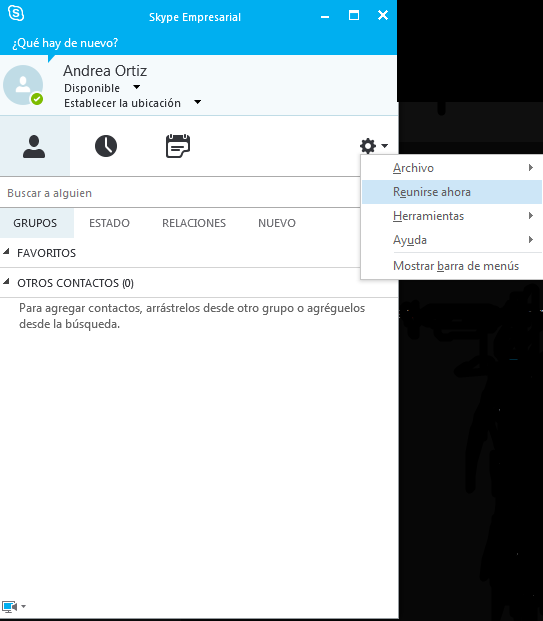 Skype Empresarial
¿Qué hay de nuevo?
Andrea Ortiz
Disponible
Establecer la ubicación
Archivo
Reunirse ahora
Herramientas
Ayuda
Mostrar barra de menús
Buscar a alguien
GRUPOS ESTADO RELACIONES NUEVO
FAVORITOS
OTROS CONTACTOS (0)
Para agregar contactos, arrástrelos desde otro grupo o agréguelos
desde la búsqueda.